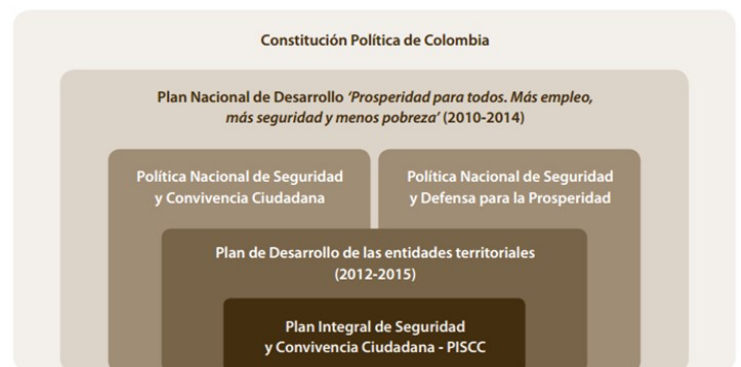 Constitución Política de Colombia
Plan Nacional de Desarrollo ‘Prosperidad para todos. Más empleo,
más seguridad y menos pobreza’ (2010-2014)
Política Nacional de Seguridad
y Convivencia Ciudadana
Política Nacional de Seguridad
y Defensa para la Prosperidad
Plan de Desarrollo de las entidades territoriales
(2012-2015)
Plan Integral de Seguridad
y Convivencia Ciudadana - PISCC